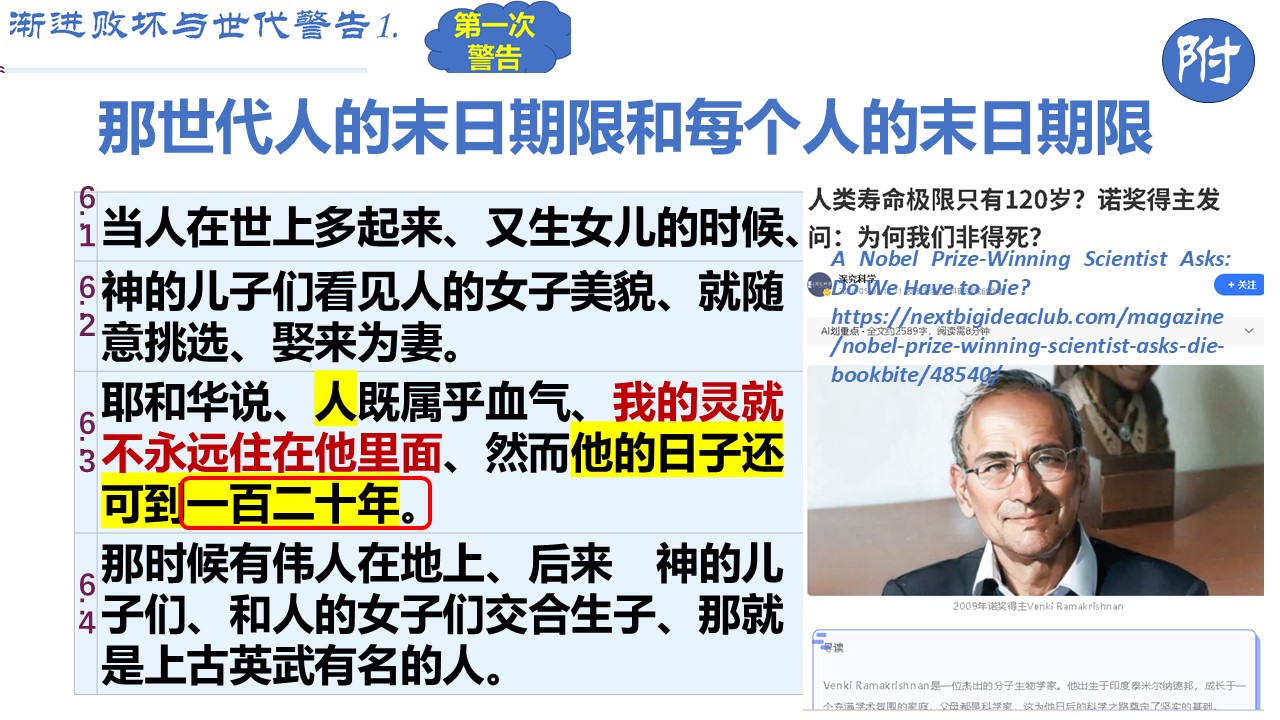 渐进败坏与世代警告1.
第一次
警告
附
那世代人的末日期限和每个人的末日期限
6:1
当人在世上多起来、又生女儿的时候、
6:2
神的儿子们看见人的女子美貌、就随
意挑选、娶来为妻。
6:3
耶和华说、人既属乎血气、我的灵就
不永远住在他里面、然而他的日子还
可到一百二十年。
6:4
那时候有伟人在地上、后来　神的儿
子们、和人的女子们交合生子、那就
是上古英武有名的人。
人类寿命极限只有120岁？诺奖得主发
问：为何我们非得死？
A Nobel Prize-Winning Scientist Asks:
Do We Have to Die?
https://nextbigideaclub.com/magazine
/nobel-prize-winning-scientist-asks-die-
bookbite/48540/
探究科学
+ 关注
AI划重点 · 全文约2589字，阅读需8分钟
2009年诺奖得主Venki Ramakrishnan
导读
Venki Ramakrishnan是一位杰出的分子生物学家。他出生于印度泰米尔纳德邦，成长于一
个充满学术氛围的家庭，父母都是科学家，这为他日后的科学之路奠定了坚实的基础。